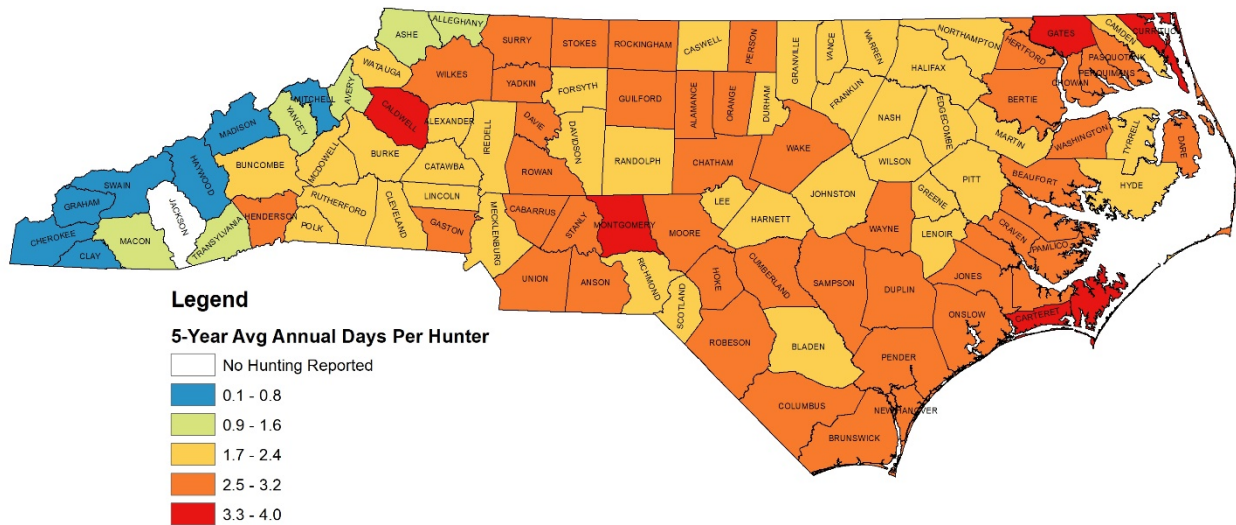 ALLEGHANY
ASHE
SURRY
STOKES
ROCKINGHAM
CASWELL
PERSON
GRANVILLE
VANCE
WARREN
NORTHAMPTON
HERTFORD
GATES
CAMDEN
CURRITUCK
PASQUOTANK
PERQUIMANS
CHOWAN
WATAUGA
WILKES
YADKIN
FORSYTH
GUILFORD
ALAMANCE
ORANGE
DURHAM
FRANKLIN
HALIFAX
BERTIE
MITCHELL
AVERY
CALDWELL
ALEXANDER
IREDELL
DAVIE
DAVIDSON
RANDOLPH
CHATHAM
WAKE
NASH
EDGECOMBE
MARTIN
WASHINGTON
TYRRELL
DARE
MADISON
YANCEY
BUNCOMBE
MCDOWELL
BURKE
CATAWBA
ROWAN
WILSON
PITT
BEAUFORT
HYDE
HAYWOOD
SWAIN
GRAHAM
JACKSON
RUTHERFORD
CLEVELAND
LINCOLN
MECKLENBURG
CABARRUS
STANLY
MONTGOMERY
MOORE
LEE
HARNETT
JOHNSTON
GREENE
WAYNE
LENOIR
CRAVEN
PAMLICO
CHEROKEE
CLAY
MACON
TRANSYLVANIA
HENDERSON
POLK
GASTON
UNION
ANSON
RICHMOND
SCOTLAND
HOKE
CUMBERLAND
SAMPSON
DUPLIN
JONES
ONSLOW
CARTERET
ROBESON
BLADEN
PENDER
COLUMBUS
NEW HANOVER
BRUNSWICK
Legend
5-Year Avg Annual Days Per Hunter
No Hunting Reported
0.1 - 0.8
0.9 - 1.6
1.7 - 2.4
2.5 - 3.2
3.3 - 4.0